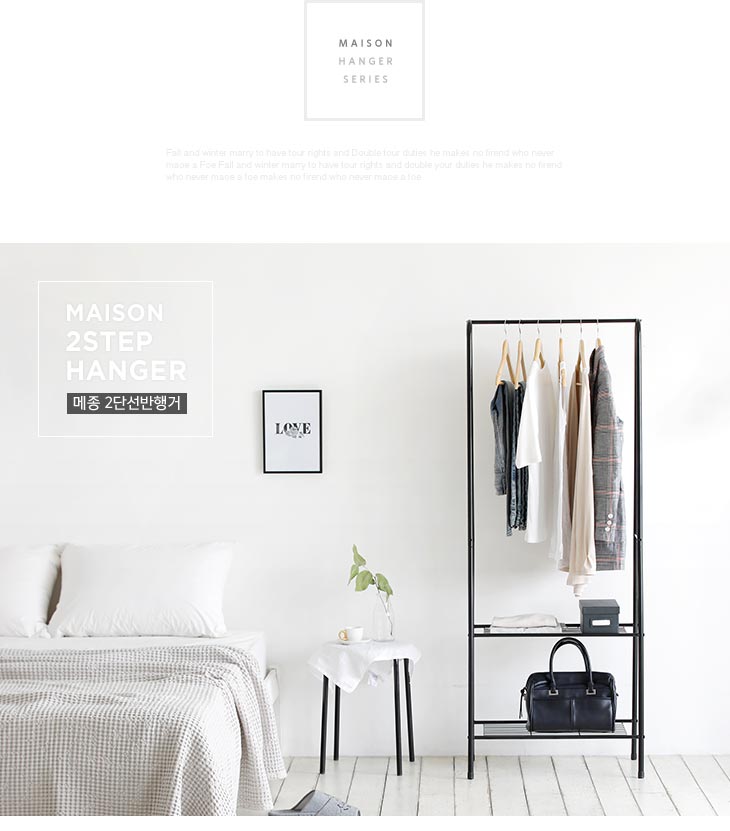 MAISON
HANGER
SERIES
Fall and winter marry to have tour rights and Double tour duties he makes no firend who never
made a Foe Fall and winter marry to have tour rights and double your duties he makes no firend
who never made a foe makes no firend who never made a foe
MAISON
2STEP
HANGER
메종 2단선반행거
LOVE